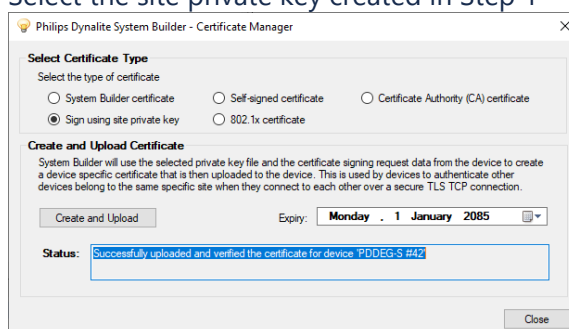 Select the site private key created in Step 1
Philips Dynalite System Builder - Certificate Manager
Select Certificate Type
Select the type of certificate
System Builder certificate
Self-signed certificate
Certificate Authority (CA) certificate
Sign using site private key
802.1x certificate
Create and Upload Certificate
System Builder will use the selected private key file and the certificate signing request data from the device to create
a device specific certificate that is then uploaded to the device. This is used by devices to authenticate other
devices belong to the same specific site when they connect to each other over a secure TLS TCP connection.
Create and Upload
Expiry:
Monday . 1 January 2085
Status:
Successfully uploaded and verified the certificate for device 'PDDEG-S #42'
Close